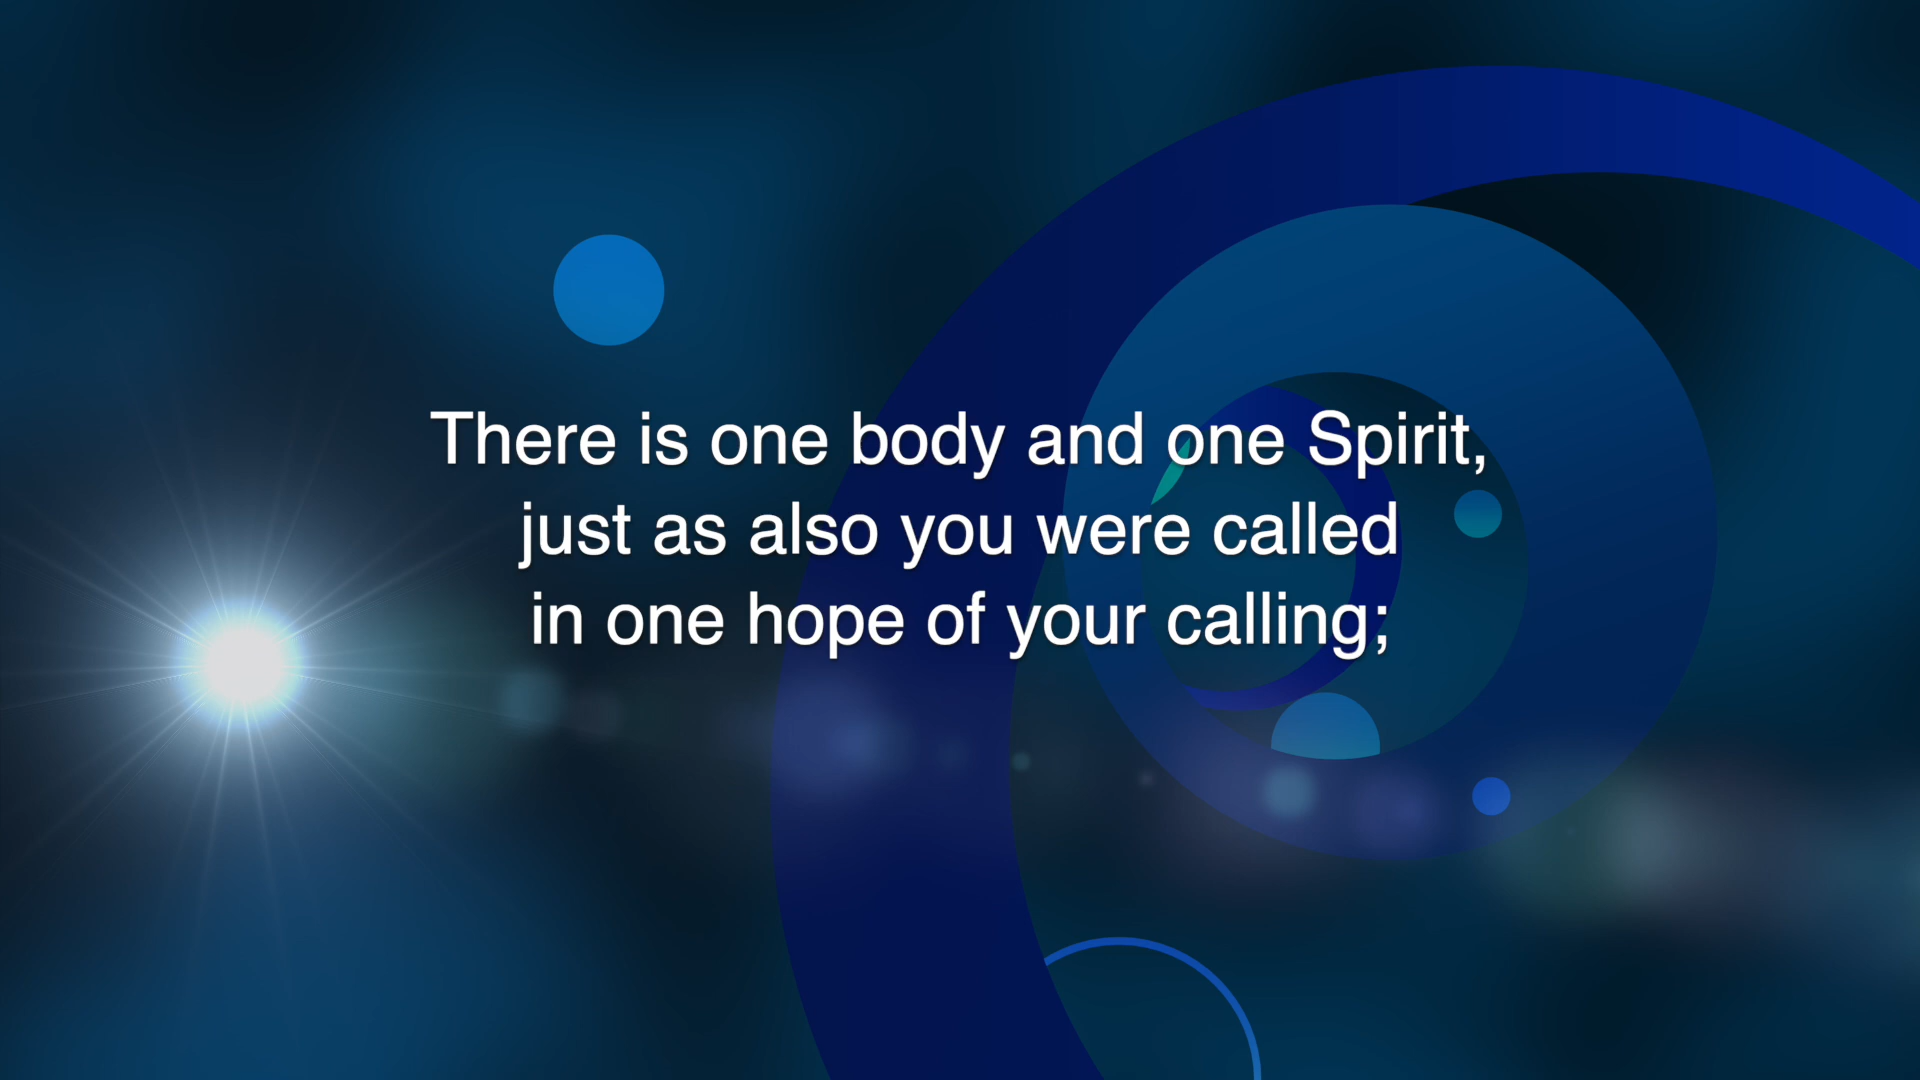 There is one body and one Spirit,
just as also you were called
in one hope of your calling;